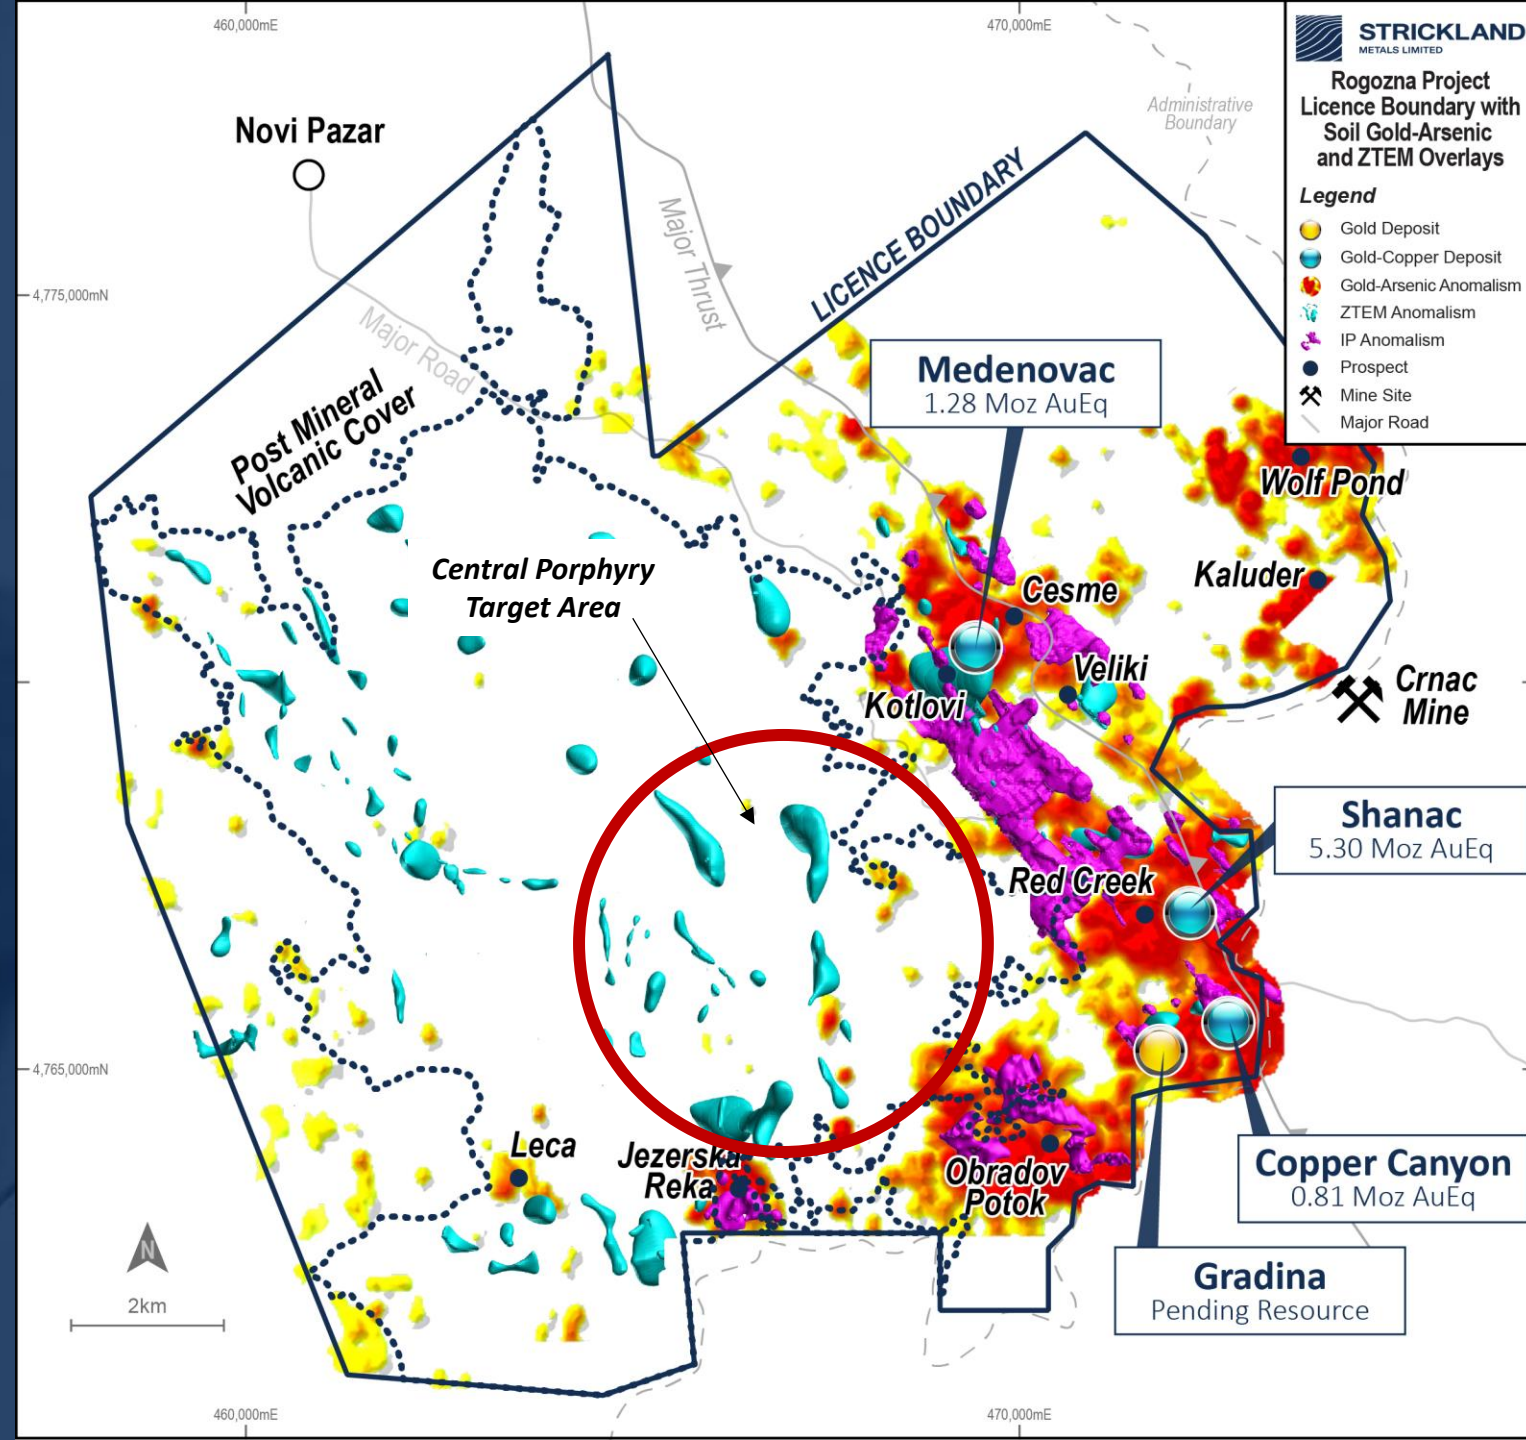 460,000mE
470,000mE
STRICKLAND
METALS LIMITED
Rogozna Project
Licence Boundary with
Soil Gold-Arsenic
and ZTEM Overlays
Legend
Gold Deposit
Gold-Copper Deposit
Gold-Arsenic Anomalism
ZTEM Anomalism
IP Anomalism
Prospect
Mine Site
Major Road
Administrative
Boundary
Novi Pazar
Major Thrust
LICENCE BOUNDARY
4,775,000mN
Major Road
Medenovac
1.28 Moz AuEq
Post Mineral
Volcanic Cover
Wolf Pond
Central Porphyry
Target Area
Kaluder
Cesme
Veliki
Kotlovi
Crnac
Mine
Shanac
5.30 Moz AuEq
Red Creek
4,765,000mN
Leca
Jezerska
Reka
Obradov
Potok
Copper Canyon
0.81 Moz AuEq
N
2km
Gradina
Pending Resource
460,000mE
470,000mE